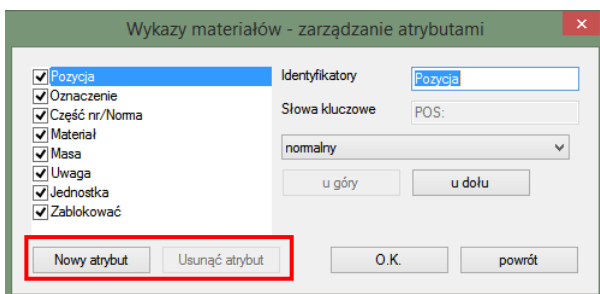 Wykazy materiałów - zarządzanie atrybutami
Pozycja
Oznaczenie
Część nr/Norma
Materiał
Masa
Uwaga
Jednostka
Zablokować
Identyfikatory
Pozycja
Słowa kluczowe
POS:
normalny
u góry
u dołu
Nowy atrybut
Usunąć atrybut
O.K.
powrót